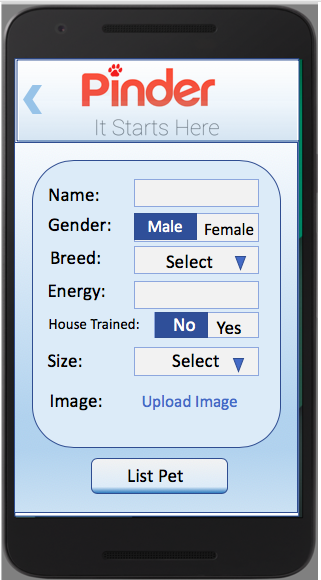 Pinder
It Starts Here
Name:
Gender: Male Female
Breed: Select
Energy:
House Trained: No Yes
Size: Select
Image: Upload Image
List Pet